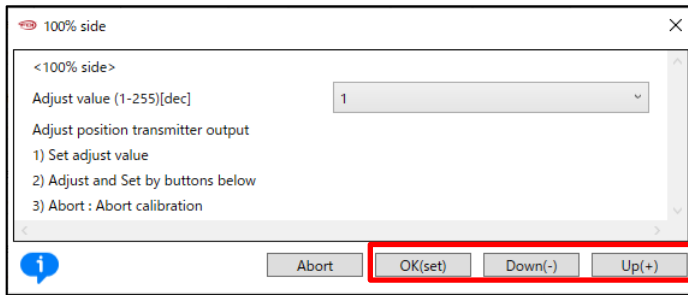 100% side
<100% side>
Adjust value (1-255)[dec] 1
Adjust position transmitter output
1) Set adjust value
2) Adjust and Set by buttons below
3) Abort : Abort calibration
Abort OK(set) Down(-) Up(+)